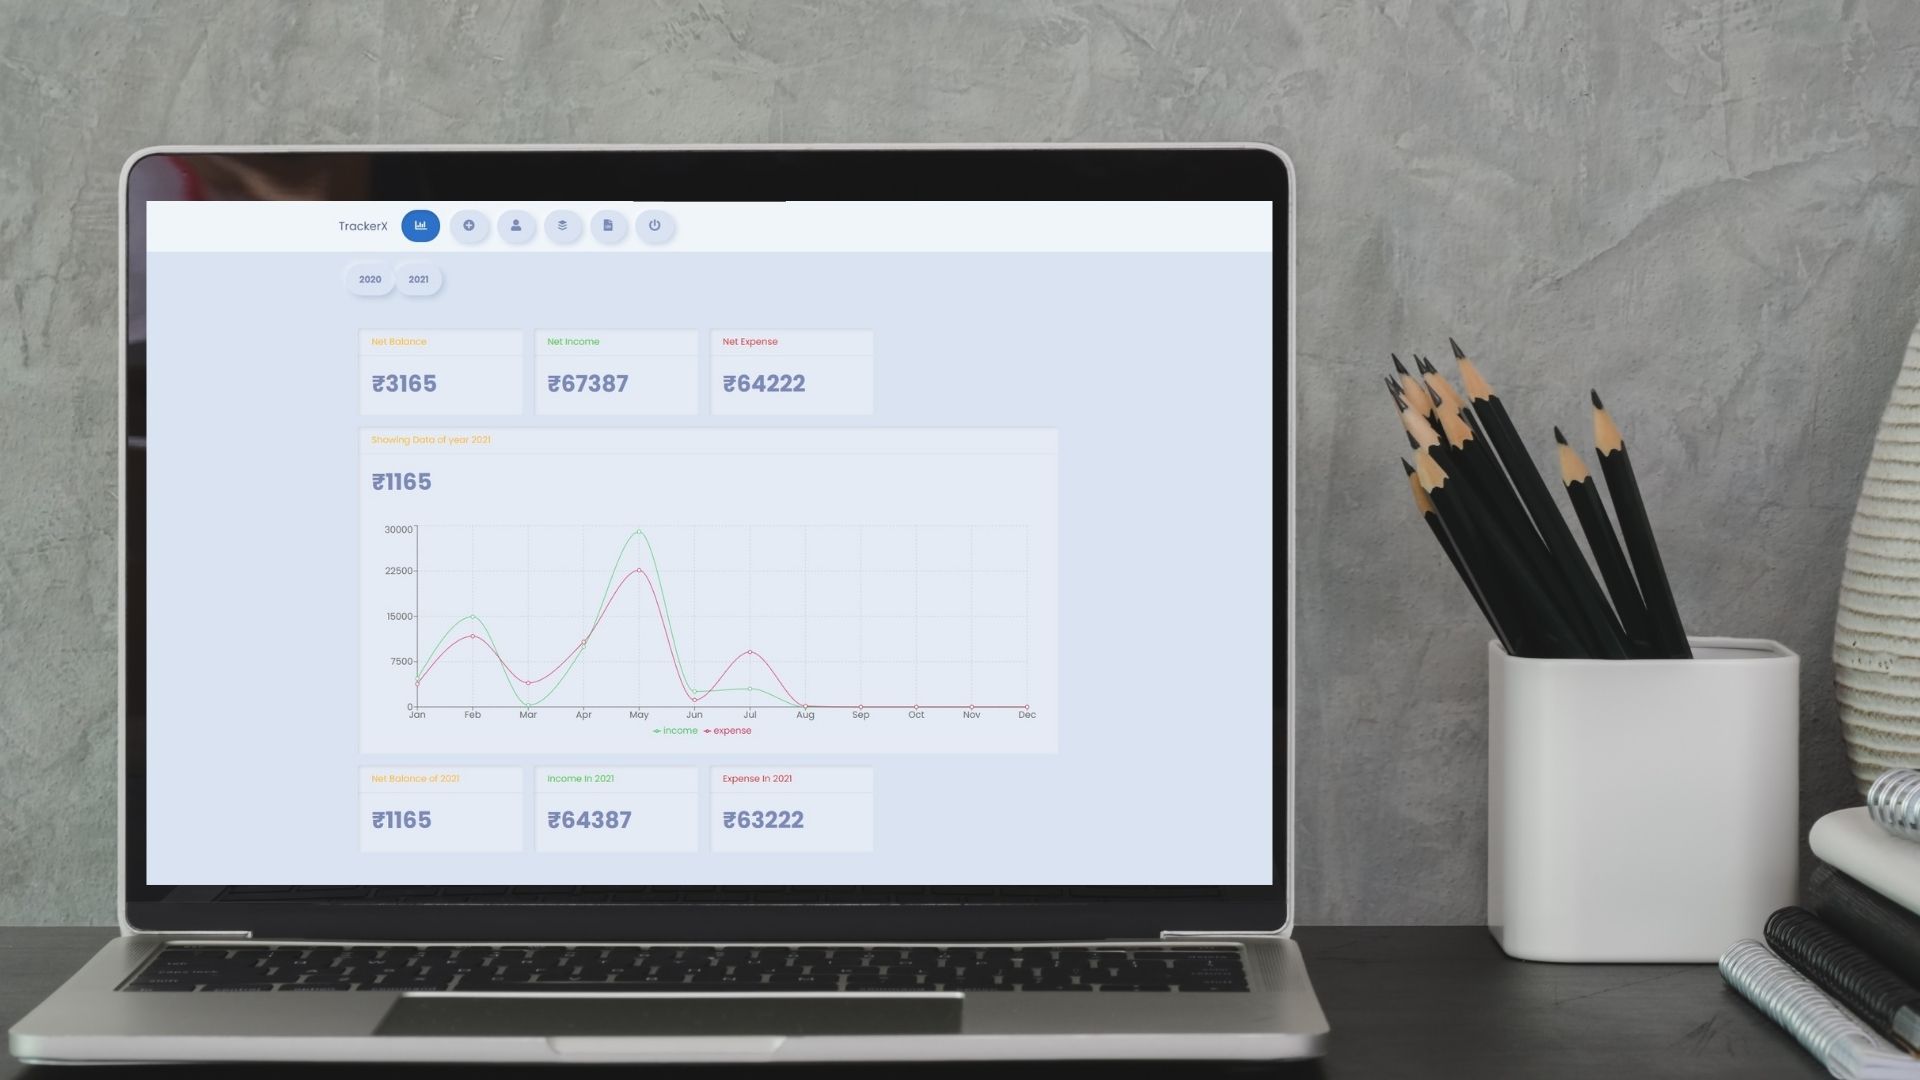 TrackerX
2020 2021
Net Balance
₹3165
Net Income
₹67387
Net Expense
₹64222
Showing Data of year 2021
₹1165
30000
22500
15000
7500
0
Jan Feb Mar Apr May Jun Jul Aug Sep Oct Nov Dec
income expense
Net Balance of 2021
₹1165
Income In 2021
₹64387
Expense In 2021
₹63222